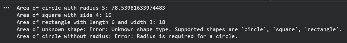 Area of circle with radius 5: 78.53981633974483
Area of square with side 4: 16
Area of rectangle with length 6 and width 3: 18
Area of unknown shape: Error: Unknown shape type. Supported shapes are 'circle', 'square', 'rectangle'.
Area of circle without radius: Error: Radius is required for a circle.